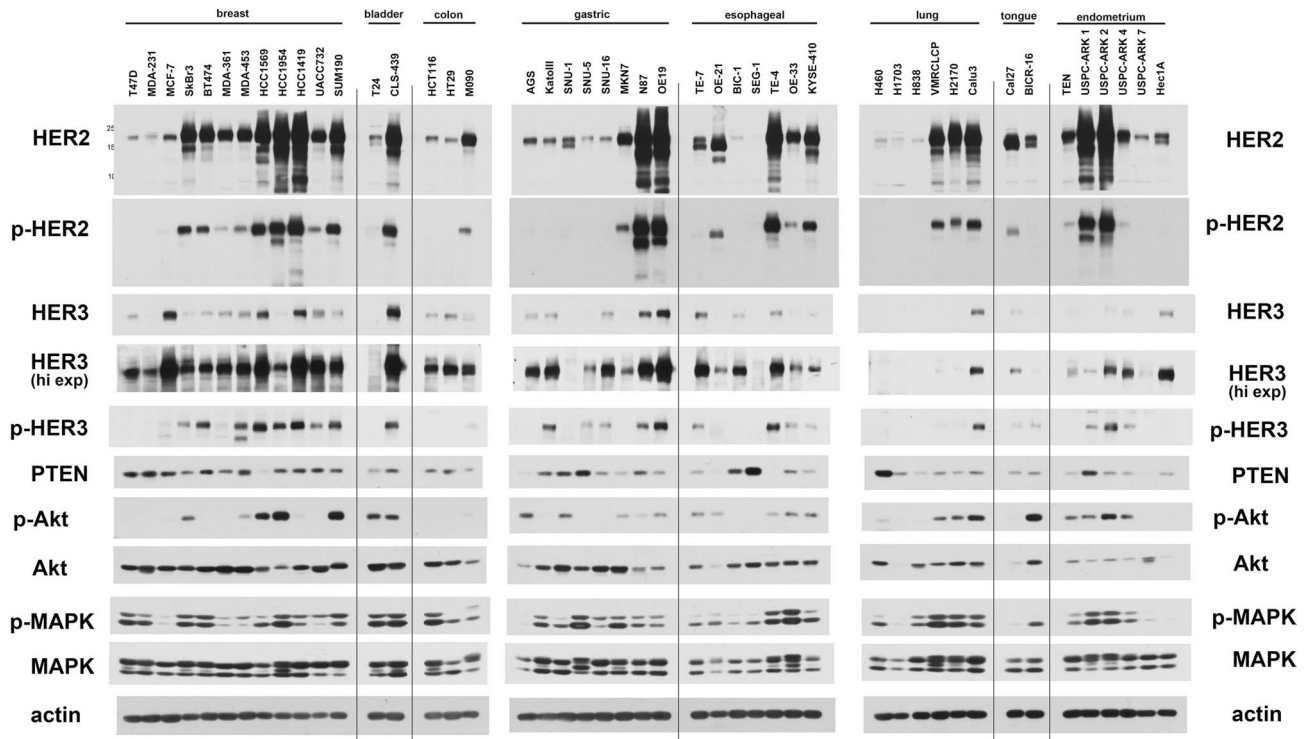 breast bladder colon gastric esophageal lung tongue endometrium
T47D MDA-231 MCF-7 SkBr3 BT474 MDA-361 MDA-453 HCC1569 HCC1954 HCC1419 UACC732 SUM190 T24 CLS-439 HCT116 HT29 M090 AGS KatoIII SNU-1 SNU-5 SNU-16 MKN7 N87 OE19 TE-7 OE-21 BIC-1 SEG-1 TE-4 OE-33 KYSE-410 H460 H1703 H838 VMRCLCP H2170 Calu3 Cal27 BICR-16 TEN USPC-ARK 1 USPC-ARK 2 USPC-ARK 4 USPC-ARK 7 Hec1A
HER2 HER2
p-HER2 p-HER2
HER3 HER3
HER3 HER3
(hi exp) (hi exp)
p-HER3 p-HER3
PTEN PTEN
p-Akt p-Akt
Akt Akt
p-MAPK p-MAPK
MAPK MAPK
actin actin